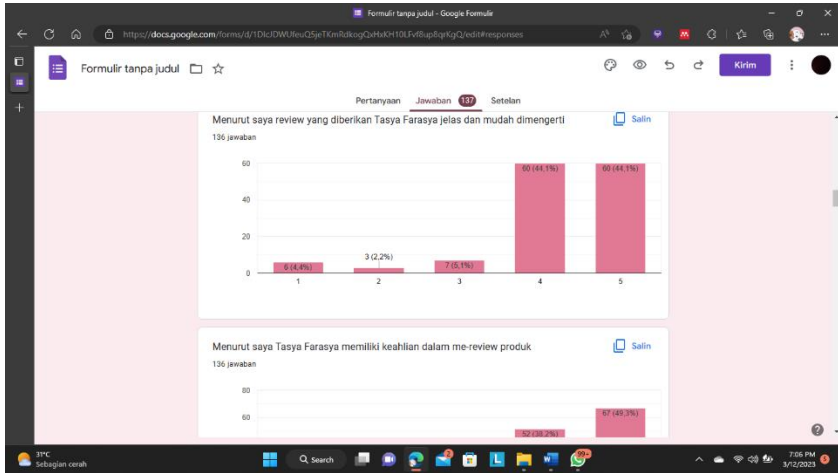 Formulir tanpa judul - Google Formulir
https://docs.google.com/forms/d/
/edit#responses
Formulir tanpa judul
Kirim
Pertanyaan Jawaban 137 Setelan
Menurut saya review yang diberikan Tasya Farasya jelas dan mudah dimengerti
Salin
136 jawaban
60
40
20
0
6 (4,4%)
3 (2,2%)
7 (5,1%)
60 (44,1%)
60 (44,1%)
1 2 3 4 5
Menurut saya Tasya Farasya memiliki keahlian dalam me-review produk
Salin
136 jawaban
80
60
52 (38,2%)
67 (49,3%)
31°C
Sebagian cerah
Search
L
99+
7:06 PM
3/12/2023